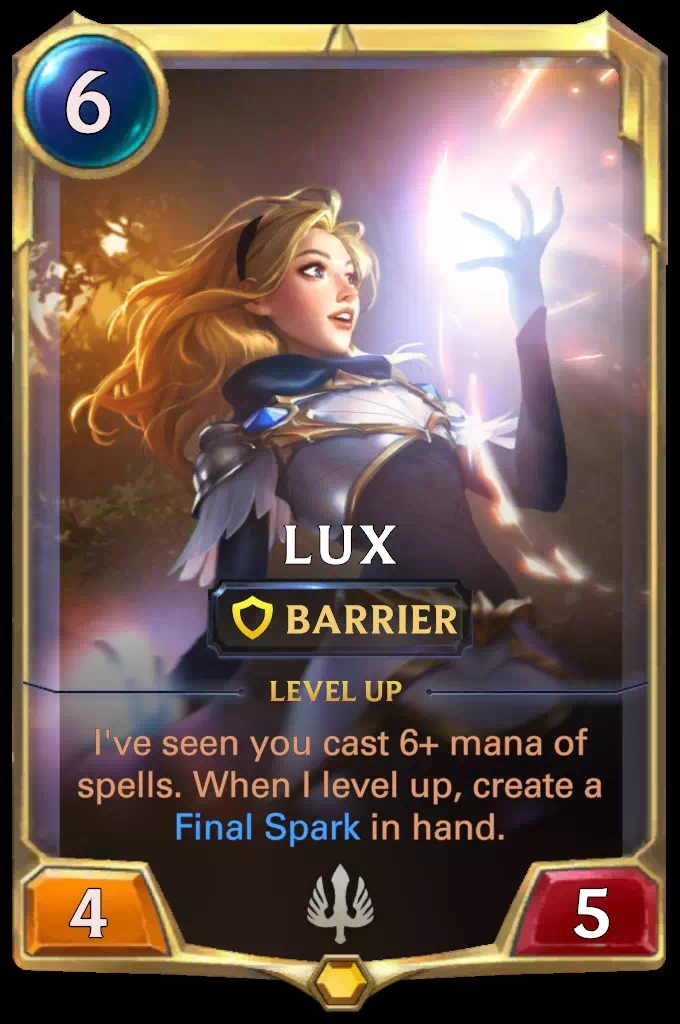 6
LUX
BARRIER
LEVEL UP
I've seen you cast 6+ mana of
spells. When I level up, create a
Final Spark in hand.
4
5